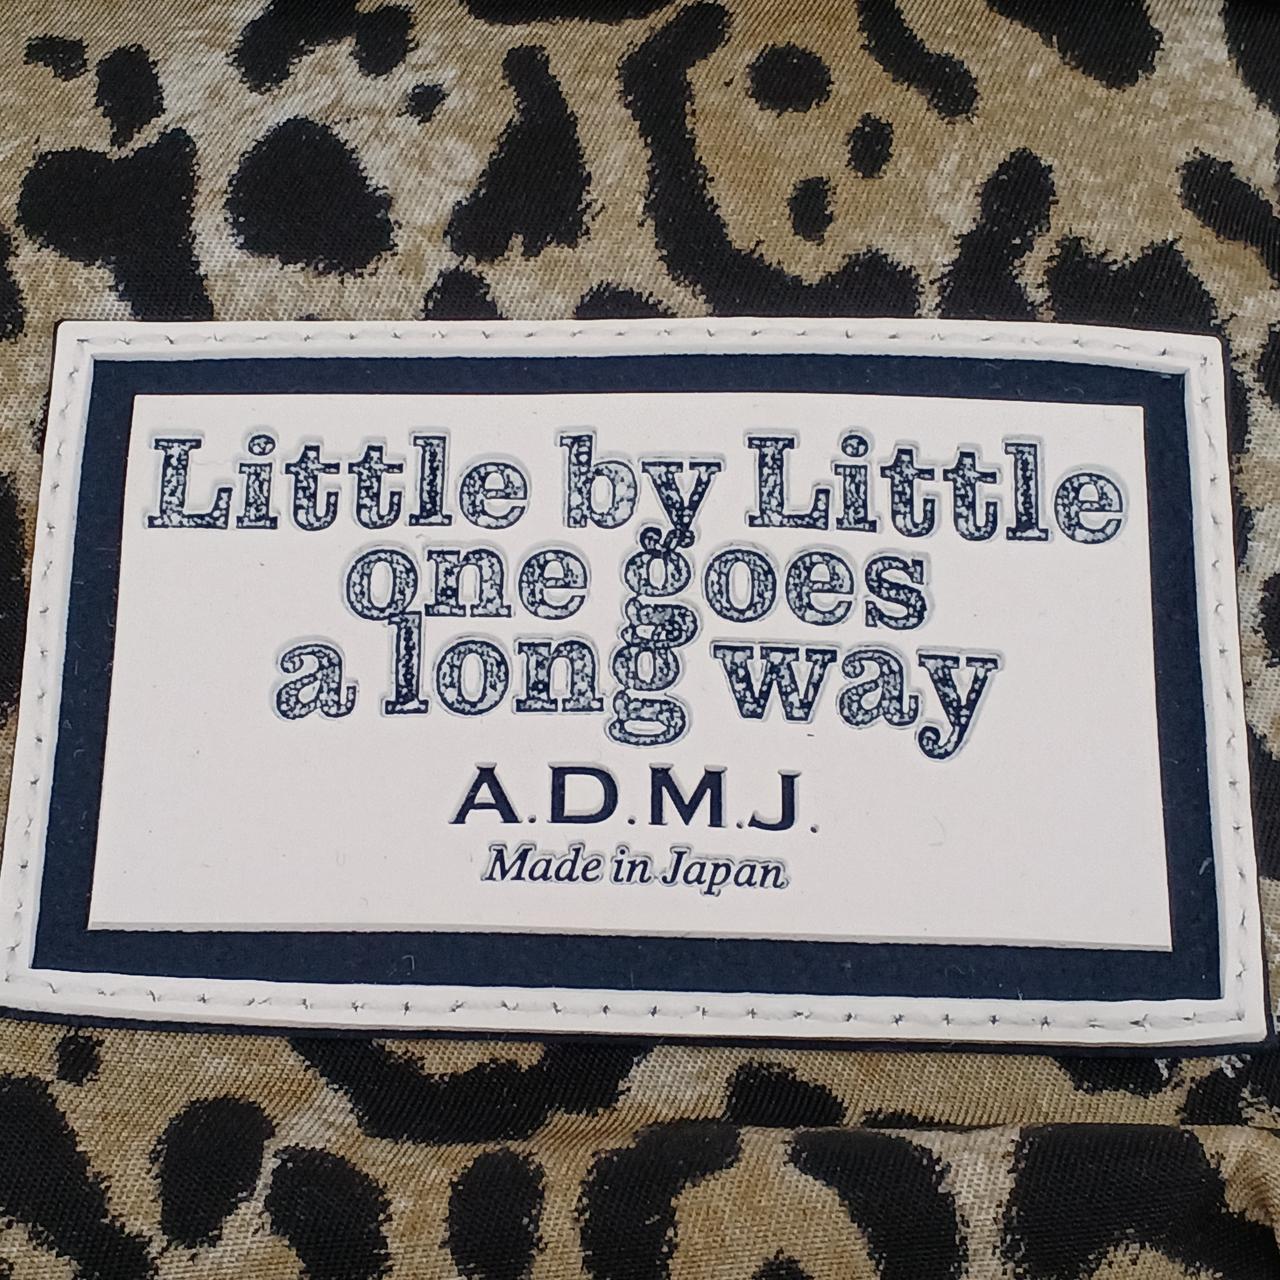 Little by Little
one goes
a long way
A.D.M.J.
Made in Japan